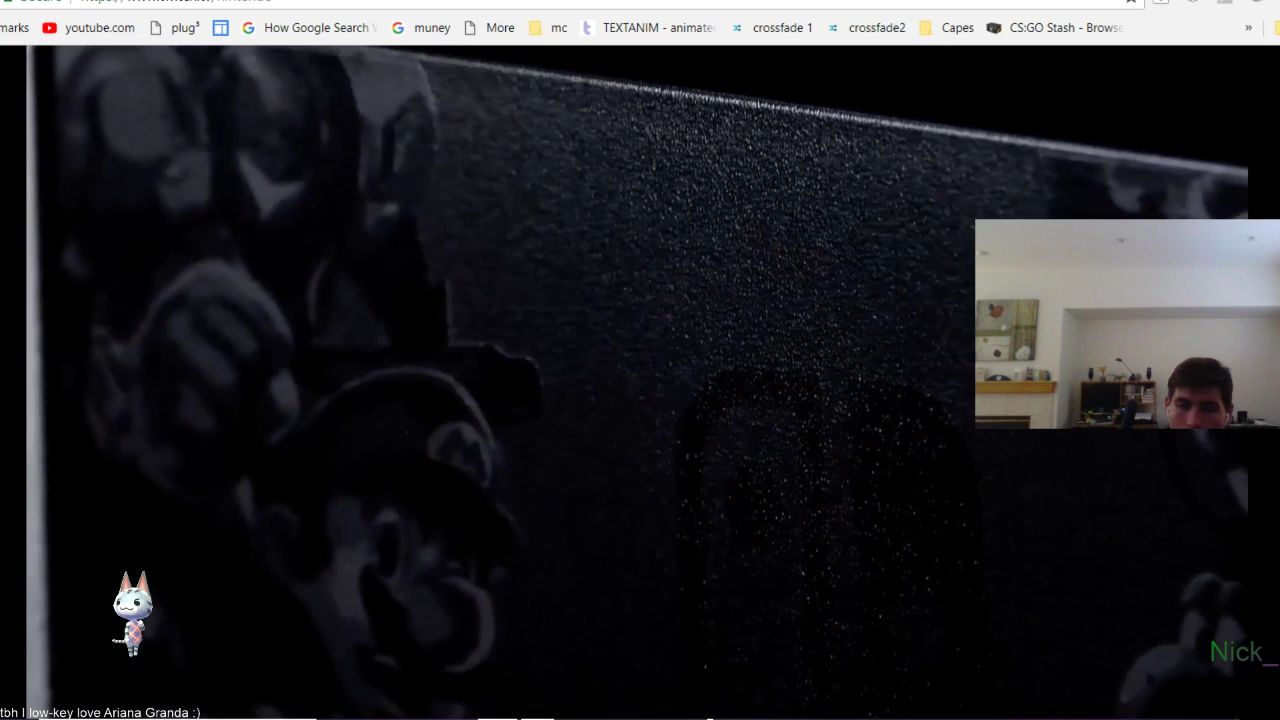 marks youtube.com plug³ How Google Search muney More mc TEXTANIM - animate crossfade 1 crossfade2 Capes CS:GO Stash - Brows »
Nick_
tbh I low-key love Ariana Granda :)